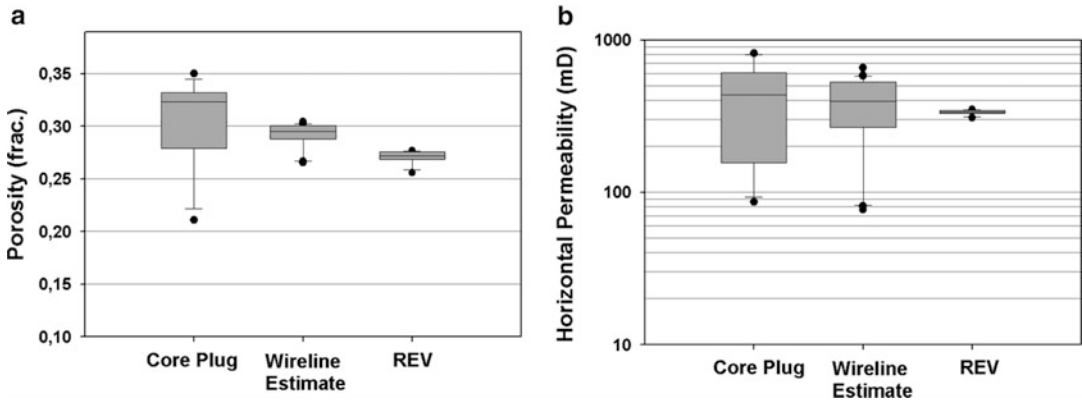 a
Porosity (frac.)
0,35
0,30
0,25
0,20
0,15
0,10
Core Plug
Wireline
Estimate
REV
b
Horizontal Permeability (mD)
1000
100
10
Core Plug
Wireline
Estimate
REV